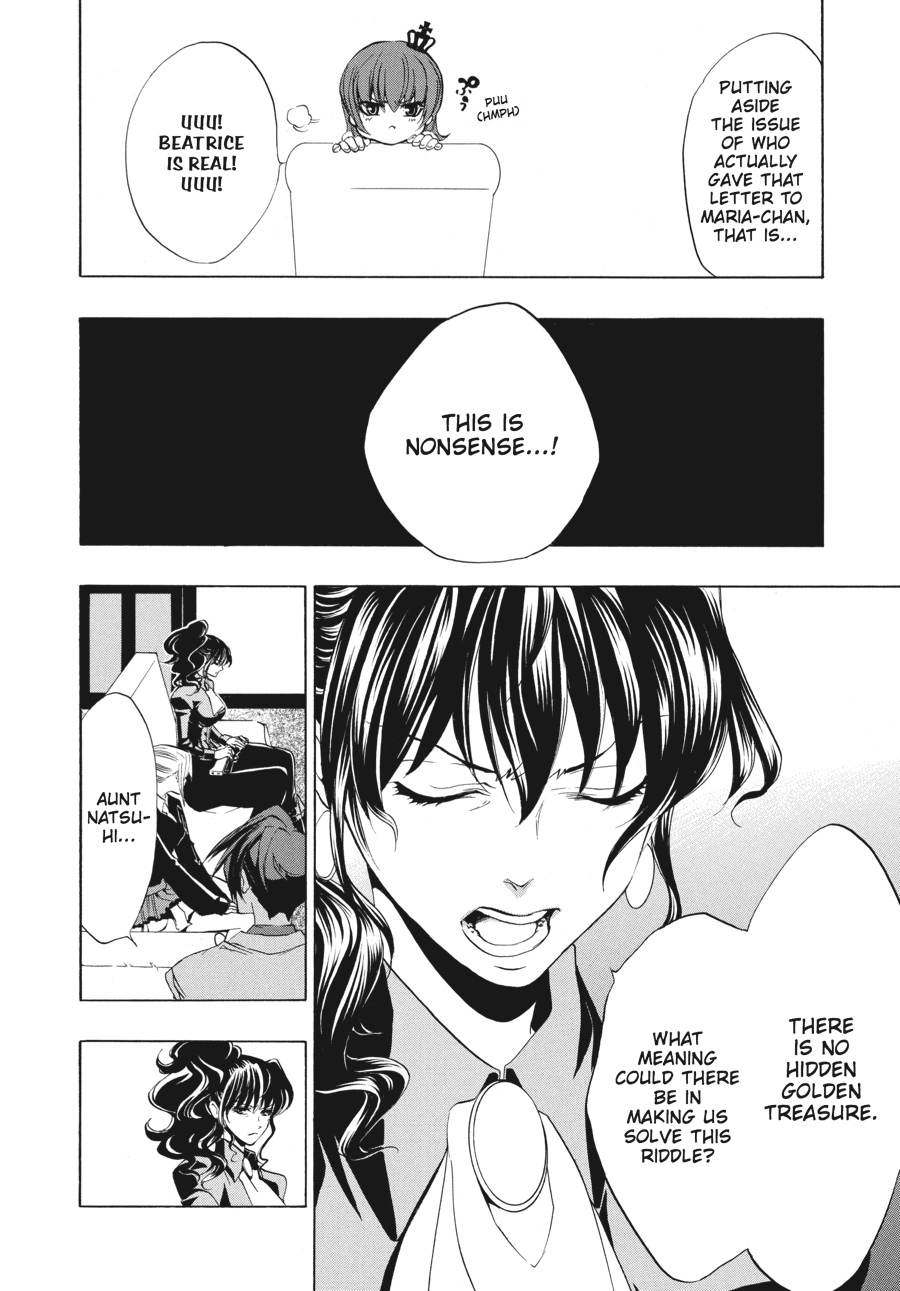 PUTTING
ASIDE
THE ISSUE
OF WHO
ACTUALLY
GAVE THAT
LETTER TO
MARIA-CHAN,
THAT IS...
ぷぅ
PUU
(HMPH)
UUU!
BEATRICE
IS REAL!
UUU!
THIS IS
NONSENSE...!
THERE
IS NO
HIDDEN
GOLDEN
TREASURE.
WHAT
MEANING
COULD THERE
BE IN
MAKING US
SOLVE THIS
RIDDLE?
AUNT
NATSU-
HI...